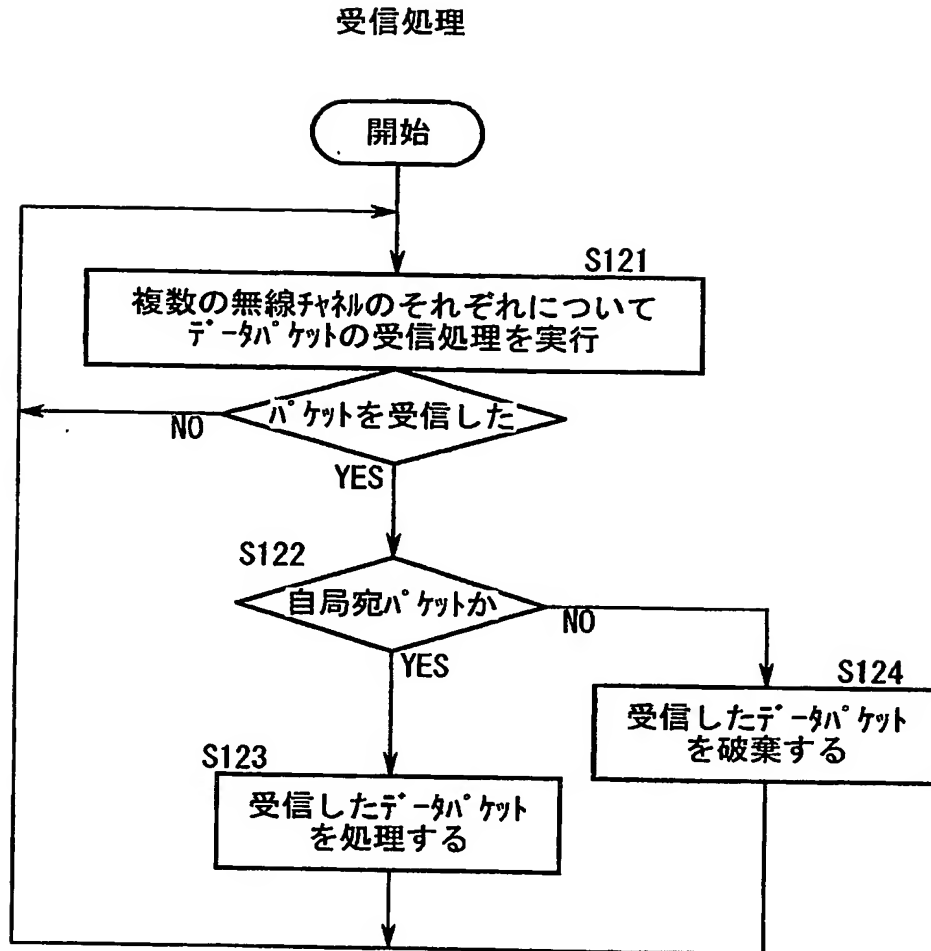 受信処理
開始
S121
複数の無線ﾁｬﾈﾙのそれぞれについて
ﾃﾞｰﾀﾊﾟｹｯﾄの受信処理を実行
ﾊﾟｹｯﾄを受信した
NO
YES
S122
自局宛ﾊﾟｹｯﾄか
NO
YES
S124
受信したﾃﾞｰﾀﾊﾟｹｯﾄ
を破棄する
S123
受信したﾃﾞｰﾀﾊﾟｹｯﾄ
を処理する